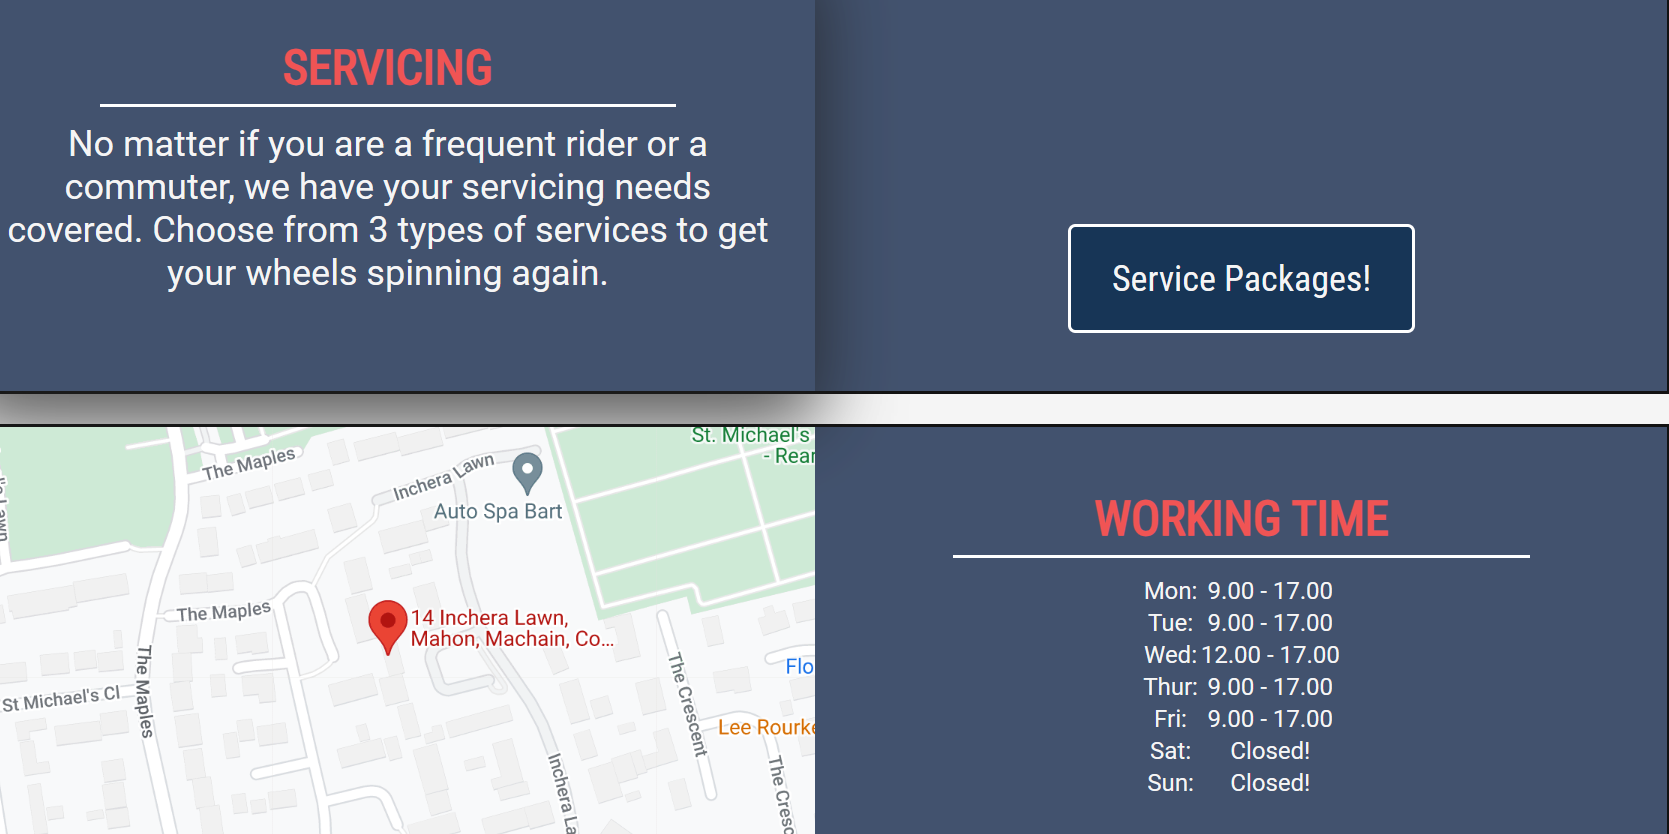 SERVICING
No matter if you are a frequent rider or a
commuter, we have your servicing needs
covered. Choose from 3 types of services to get
your wheels spinning again.
Service Packages!
St. Michael's
- Rear
The Maples
Inchera Lawn
Auto Spa Bart
14 Inchera Lawn,
Mahon, Machain, Co...
The Maples
The Maples
St Michael's Cl
The Crescent
Flo
Lee Rourke
Inchera La
The Cresc
WORKING TIME
Mon: 9.00 - 17.00
Tue: 9.00 - 17.00
Wed: 12.00 - 17.00
Thur: 9.00 - 17.00
Fri: 9.00 - 17.00
Sat: Closed!
Sun: Closed!